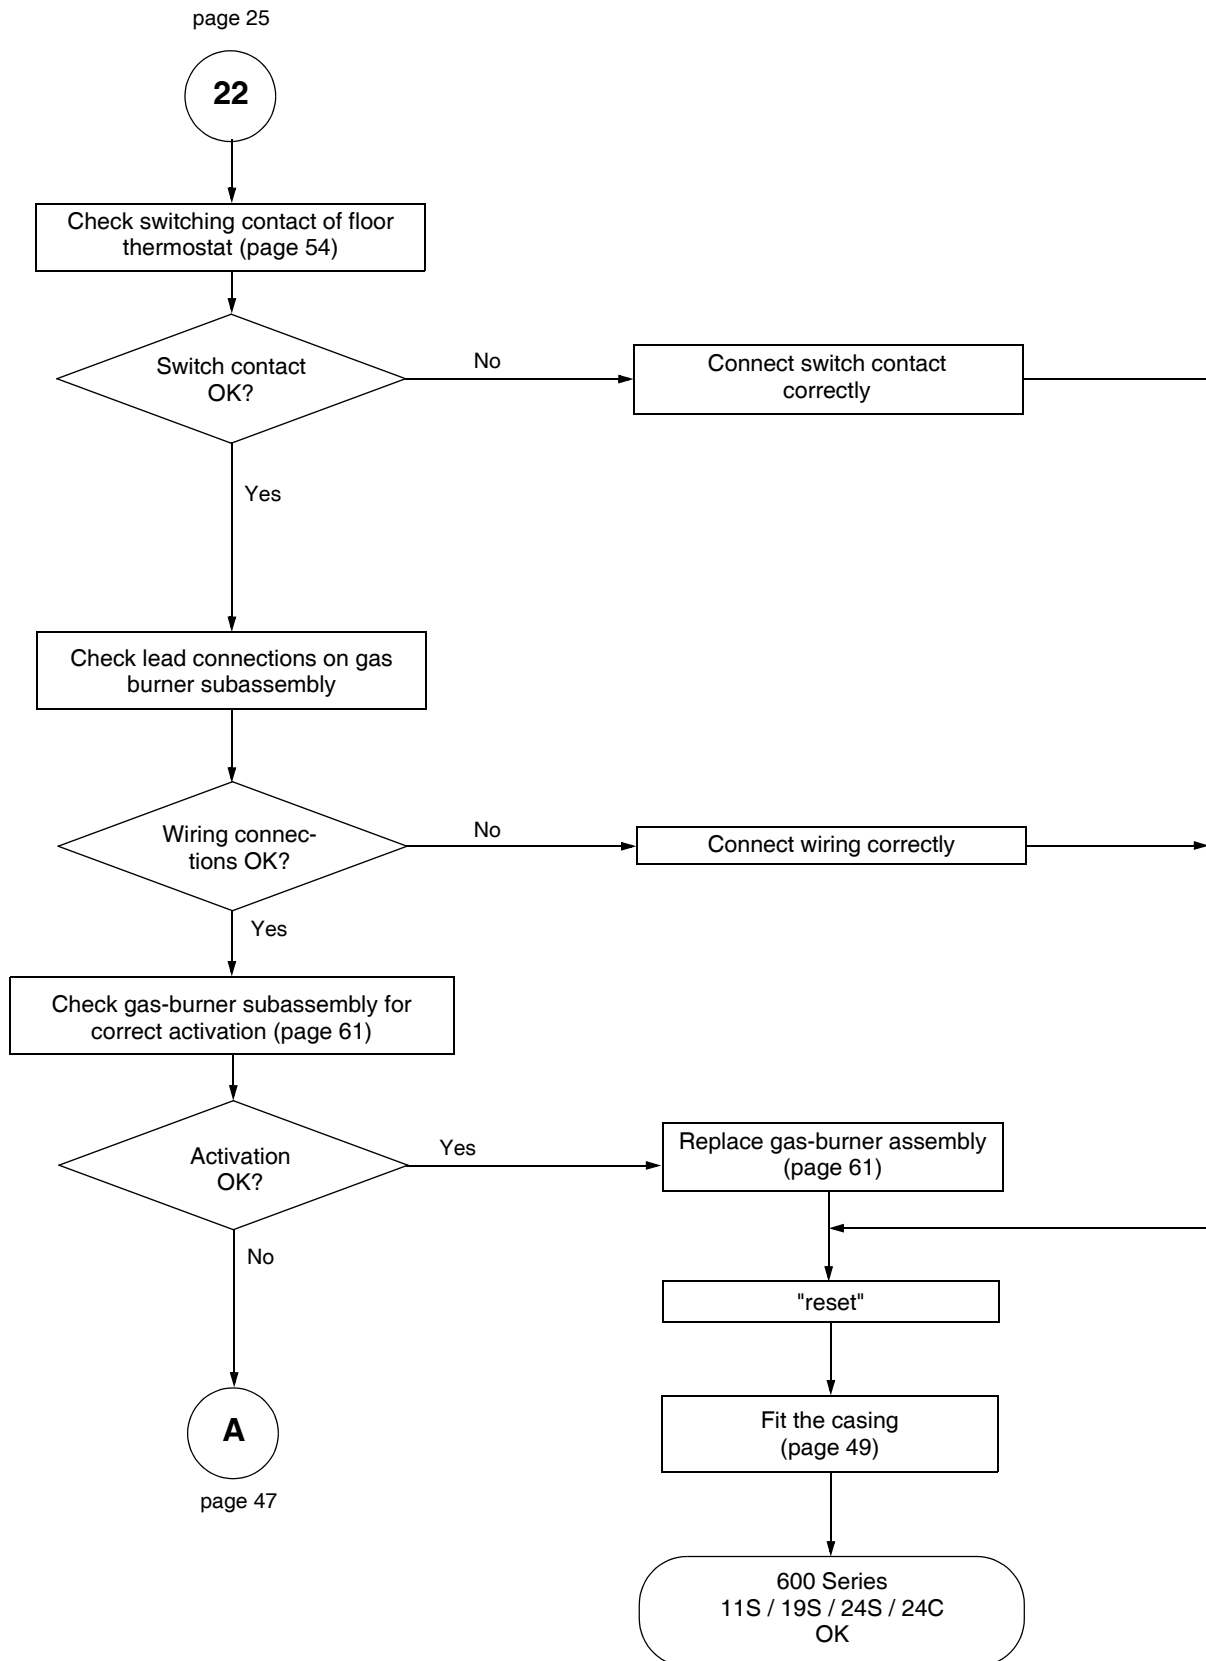 page 25
22
Check switching contact of floor
thermostat (page 54)
Switch contact
OK?
No
Connect switch contact
correctly
Yes
Check lead connections on gas
burner subassembly
Wiring connec-
tions OK?
No
Connect wiring correctly
Yes
Check gas-burner subassembly for
correct activation (page 61)
Activation
OK?
Yes
Replace gas-burner assembly
(page 61)
No
"reset"
A
page 47
Fit the casing
(page 49)
600 Series
11S / 19S / 24S / 24C
OK